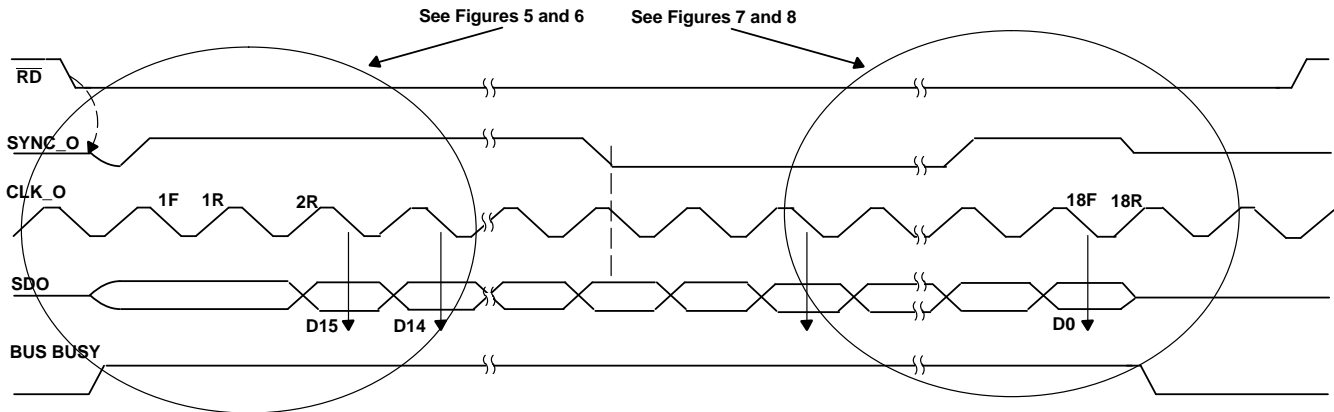 See Figures 5 and 6
See Figures 7 and 8
RD
SYNC_O
CLK_O
1F 1R 2R 18F 18R
SDO
D15 D14 D0
BUS BUSY